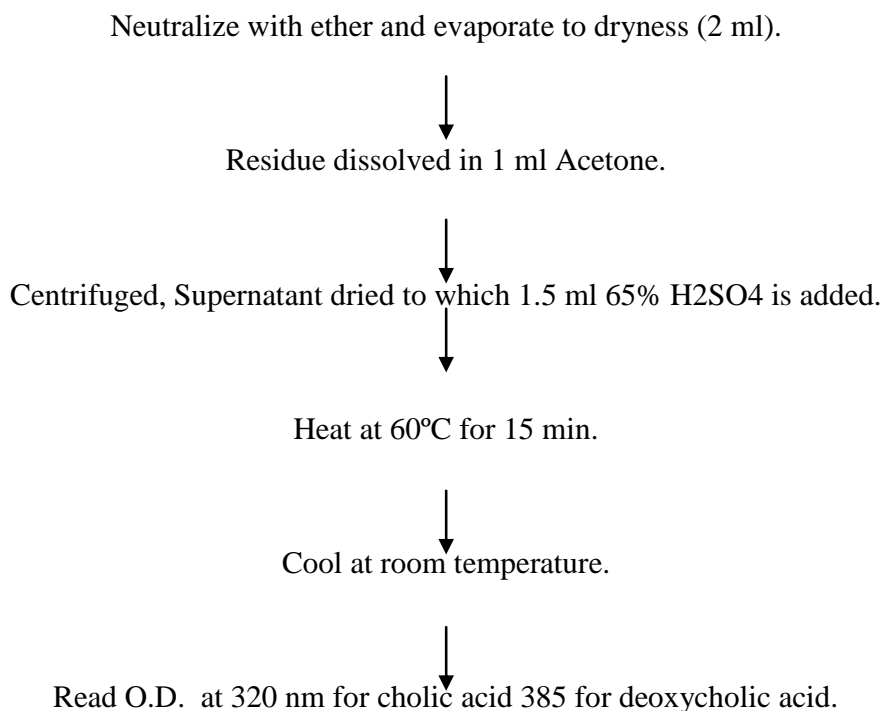 Neutralize with ether and evaporate to dryness (2 ml).
Residue dissolved in 1 ml Acetone.
Centrifuged, Supernatant dried to which 1.5 ml 65% H2SO4 is added.
Heat at 60ºC for 15 min.
Cool at room temperature.
Read O.D. at 320 nm for cholic acid 385 for deoxycholic acid.